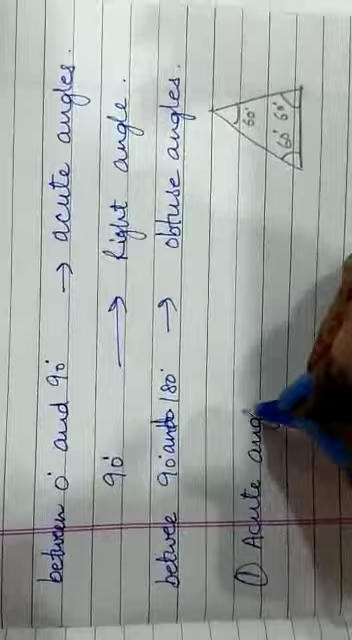 between 0° and 90° → acute angles.
90° → Right angle.
betwee 90° and 180° → obtuse angles.
60°
60° 60°
① Acute ang